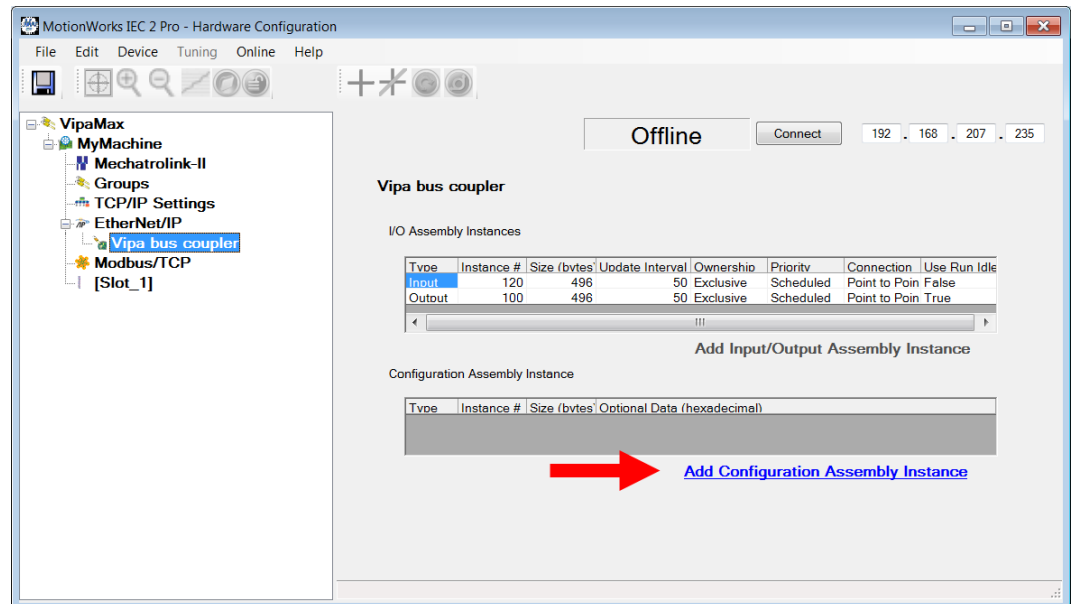 MotionWorks IEC 2 Pro - Hardware Configuration
File Edit Device Tuning Online Help
VipaMax
MyMachine
Mechatrolink-II
Groups
TCP/IP Settings
EtherNet/IP
Vipa bus coupler
Modbus/TCP
[Slot_1]
Offline Connect 192 . 168 . 207 . 235
Vipa bus coupler
I/O Assembly Instances
Type Instance # Size (bytes) Update Interval Ownership Priority Connection Use Run Idle
Input 120 496 50 Exclusive Scheduled Point to Poin False
Output 100 496 50 Exclusive Scheduled Point to Poin True
Add Input/Output Assembly Instance
Configuration Assembly Instance
Type Instance # Size (bytes) Optional Data (hexadecimal)
Add Configuration Assembly Instance